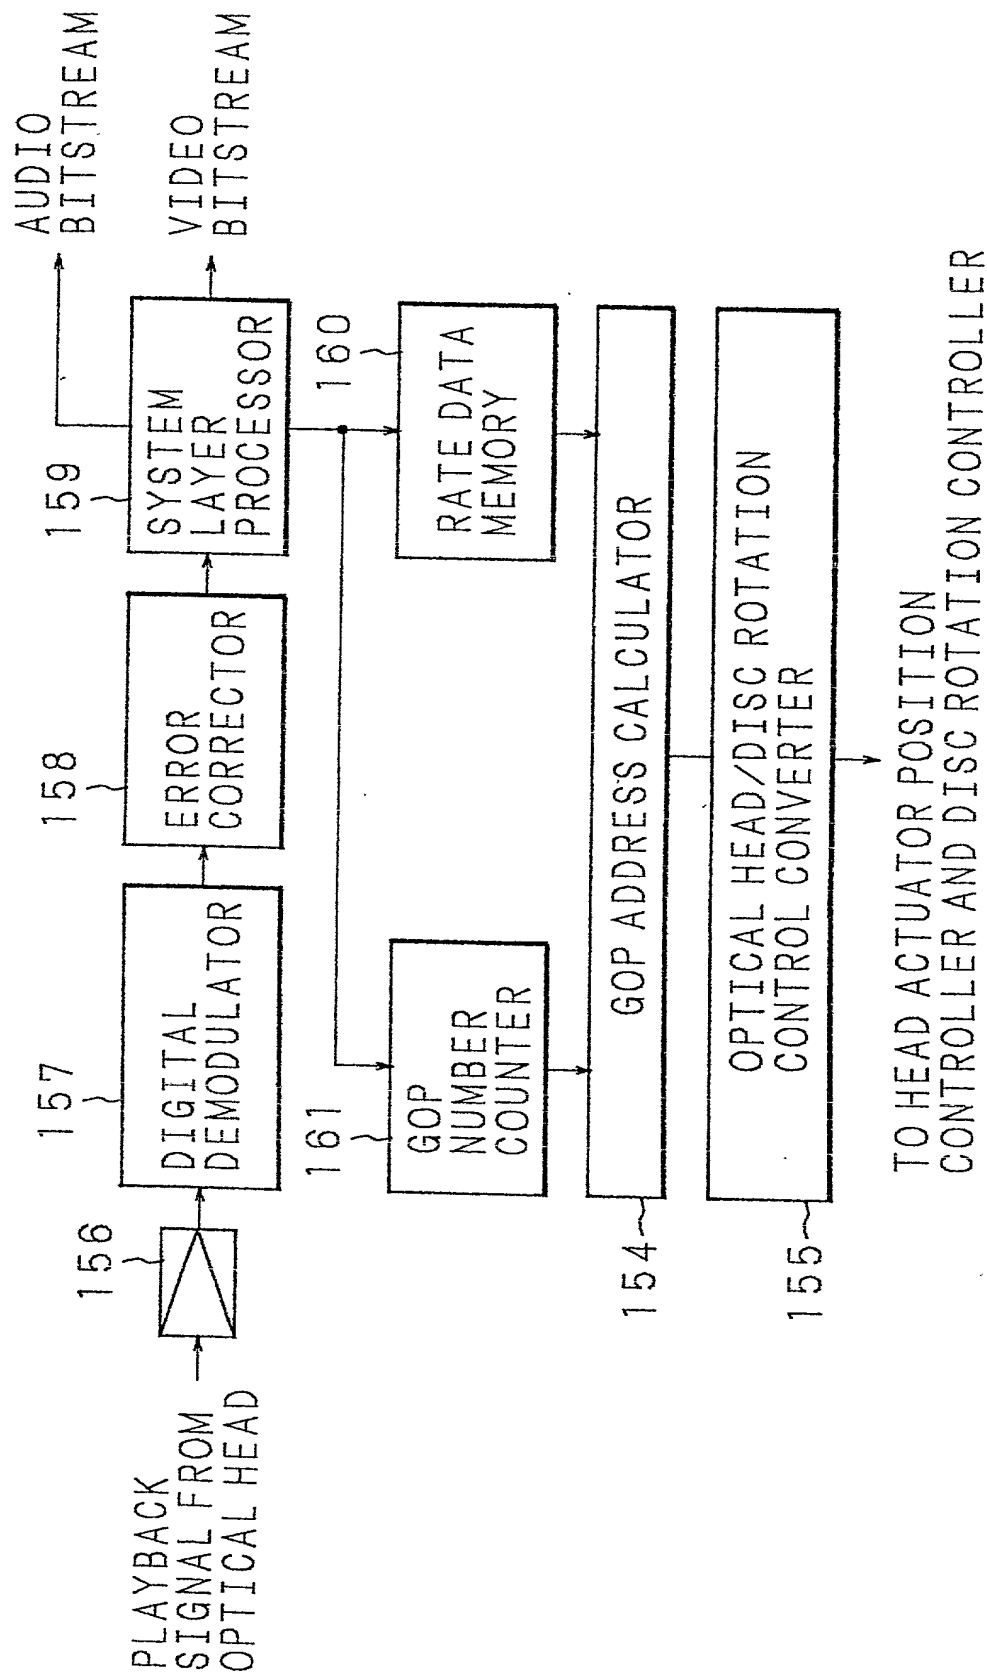 PLAYBACK
SIGNAL FROM
OPTICAL HEAD
156
157
DIGITAL
DEMODULATOR
158
ERROR
CORRECTOR
159
SYSTEM
LAYER
PROCESSOR
AUDIO
BITSTREAM
VIDEO
BITSTREAM
161
GOP
NUMBER
COUNTER
160
RATE DATA
MEMORY
154
GOP ADDRESS CALCULATOR
155
OPTICAL HEAD/DISC ROTATION
CONTROL CONVERTER
TO HEAD ACTUATOR POSITION
CONTROLLER AND DISC ROTATION CONTROLLER